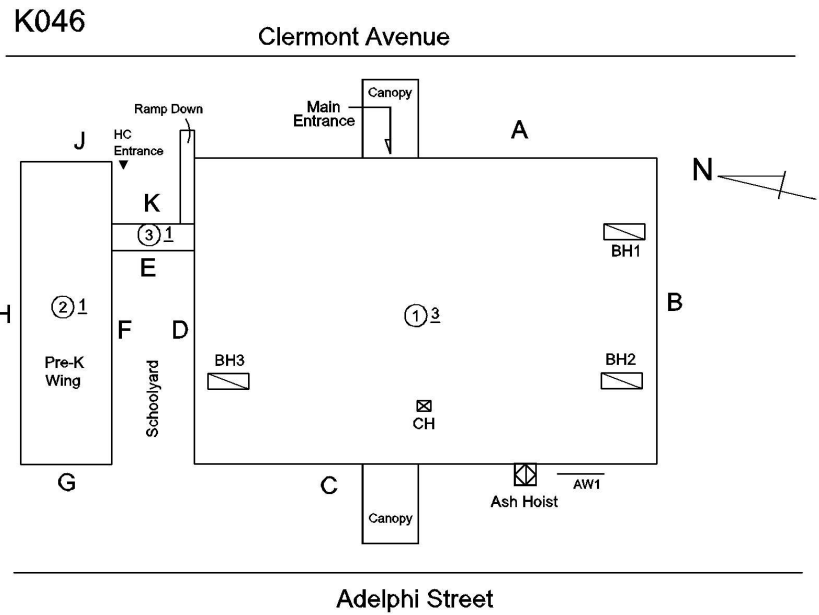 K046
Clermont Avenue
Canopy
Ramp Down
Main
Entrance
A
J
HC
Entrance
N
K
3 1
E
BH1
H
2 1
F
D
1 3
B
Pre-K
Wing
Schoolyard
BH3
BH2
CH
G
C
Canopy
Ash Hoist
AW1
Adelphi Street